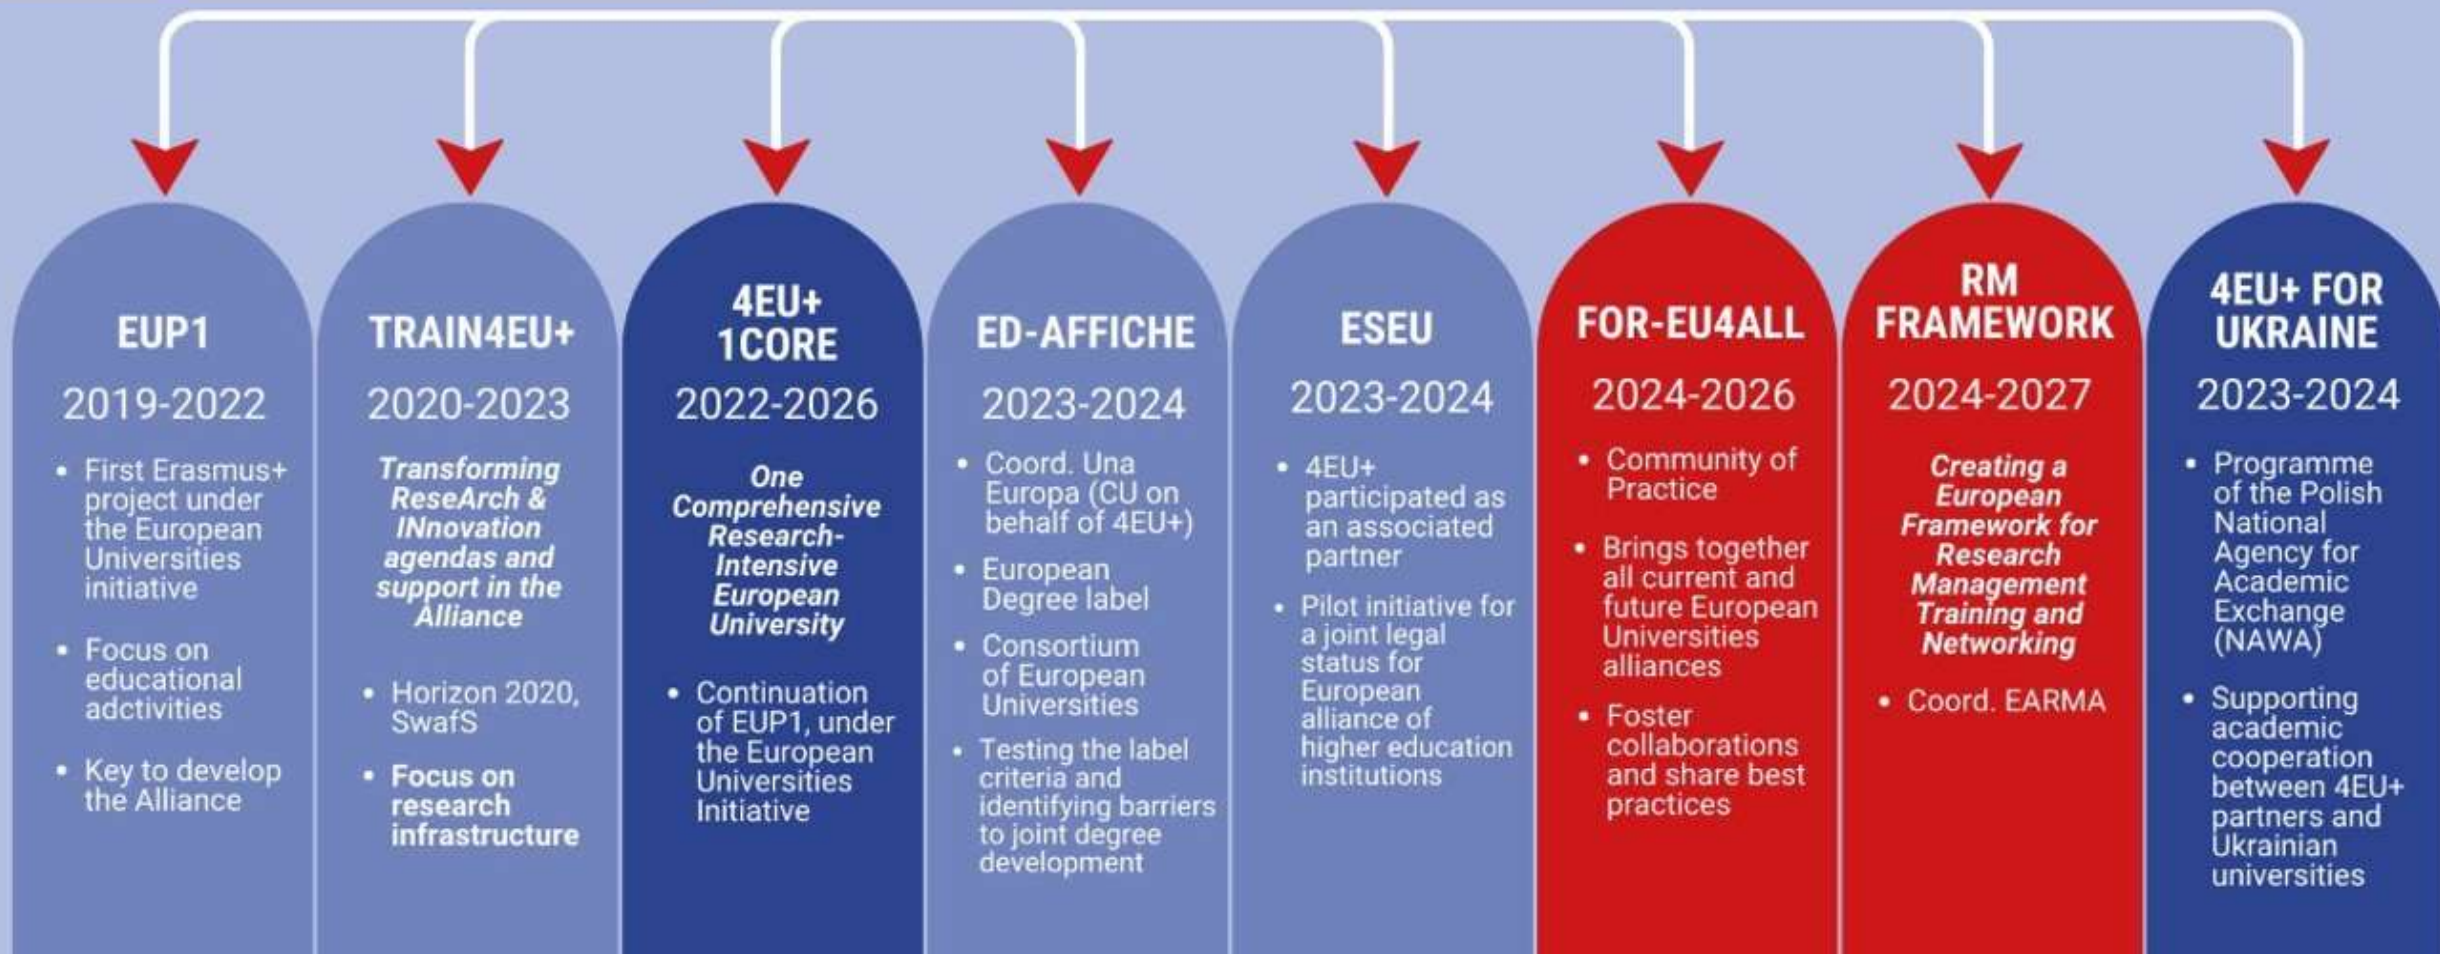 EUP1
2019-2022
• First Erasmus+
project under
the European
Universities
initiative
• Focus on
educational
adctivities
• Key to develop
the Alliance
TRAIN4EU+
2020-2023
Transforming
ReseArch &
INnovation
agendas and
support in the
Alliance
• Horizon 2020,
SwafS
• Focus on
research
infrastructure
4EU+
1CORE
2022-2026
One
Comprehensive
Research-
Intensive
European
University
• Continuation
of EUP1, under
the European
Universities
Initiative
ED-AFFICHE
2023-2024
• Coord. Una
Europa (CU on
behalf of 4EU+)
• European
Degree label
• Consortium
of European
Universities
• Testing the label
criteria and
identifying barriers
to joint degree
development
ESEU
2023-2024
• 4EU+
participated as
an associated
partner
• Pilot initiative for
a joint legal
status for
European
alliance of
higher education
institutions
FOR-EU4ALL
2024-2026
• Community of
Practice
• Brings together
all current and
future European
Universities
alliances
• Foster
collaborations
and share best
practices
RM
FRAMEWORK
2024-2027
Creating a
European
Framework for
Research
Management
Training and
Networking
• Coord. EARMA
4EU+ FOR
UKRAINE
2023-2024
• Programme
of the Polish
National
Agency for
Academic
Exchange
(NAWA)
• Supporting
academic
cooperation
between 4EU+
partners and
Ukrainian
universities